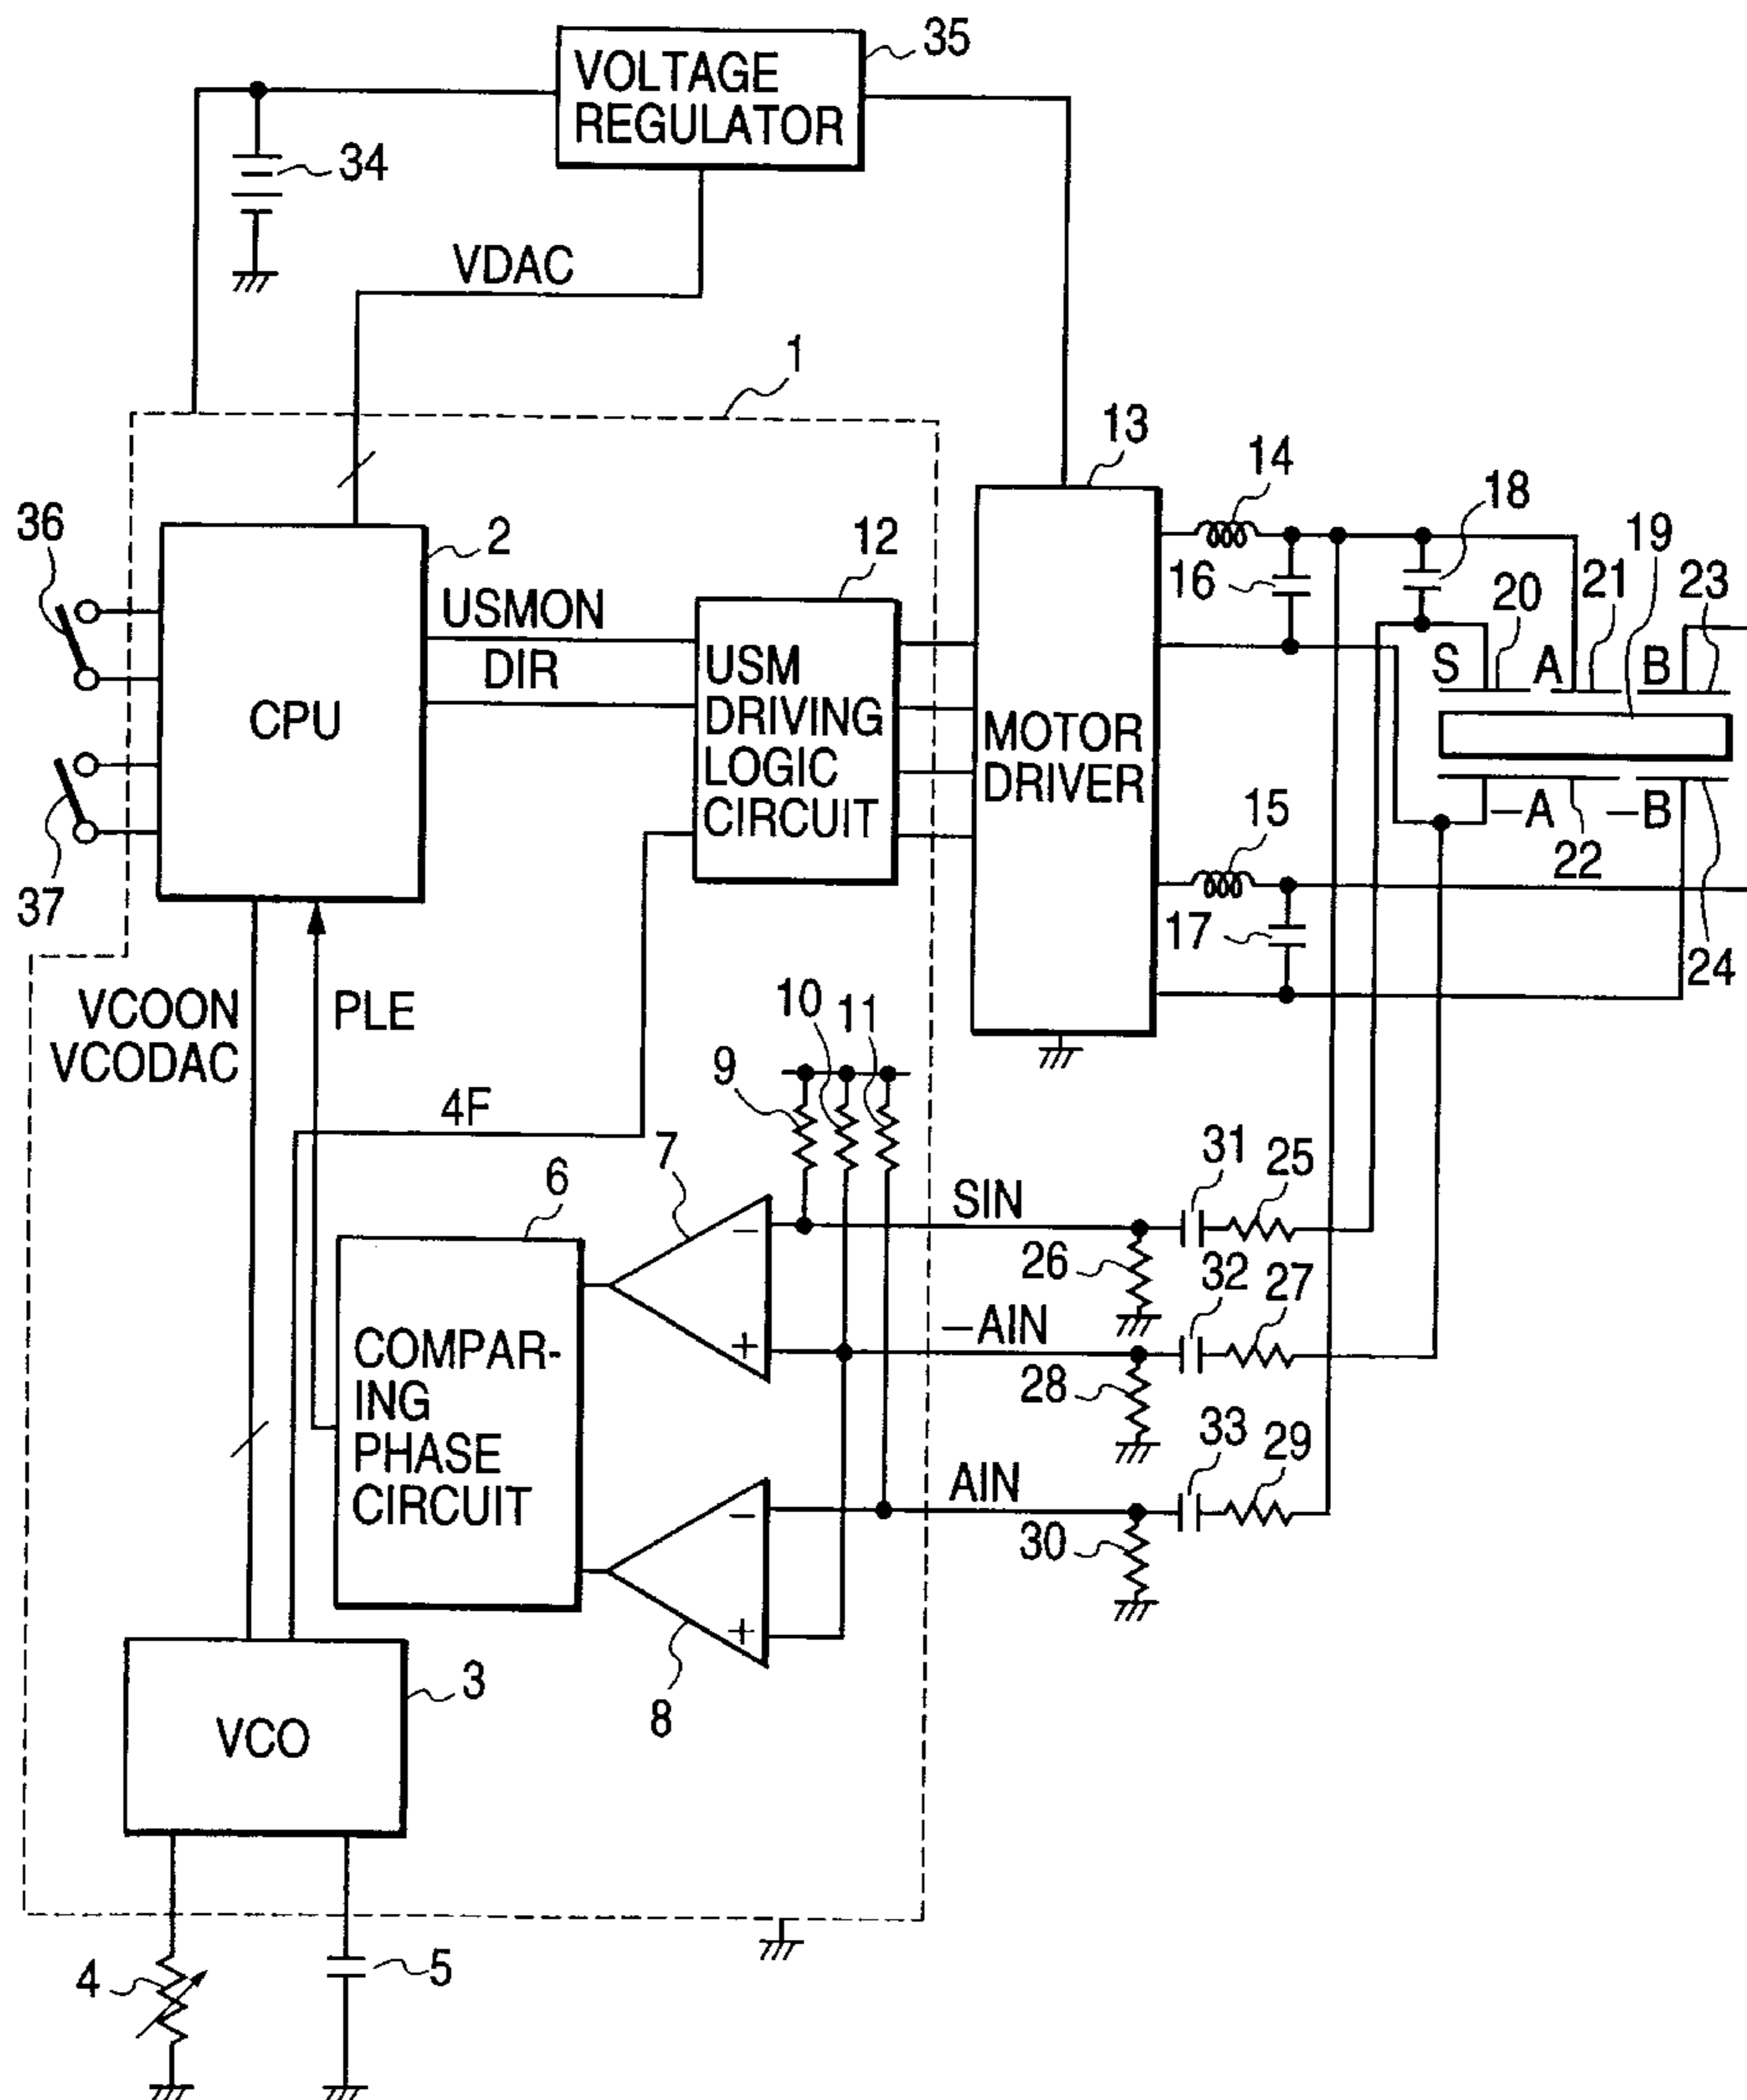 35
VOLTAGE
REGULATOR
34
VDAC
1
13
14
18
36
2
12
19
16
20
21
23
USMON
DIR
S
A
B
USM
DRIVING
LOGIC
CIRCUIT
CPU
MOTOR
DRIVER
15
−A
−B
22
37
17
24
VCOON
VCODAC
PLE
10
11
9
4F
7
31
25
6
SIN
−
26
32
27
−AIN
+
COMPAR-
ING
PHASE
CIRCUIT
28
33
29
AIN
−
30
+
3
8
VCO
4
5